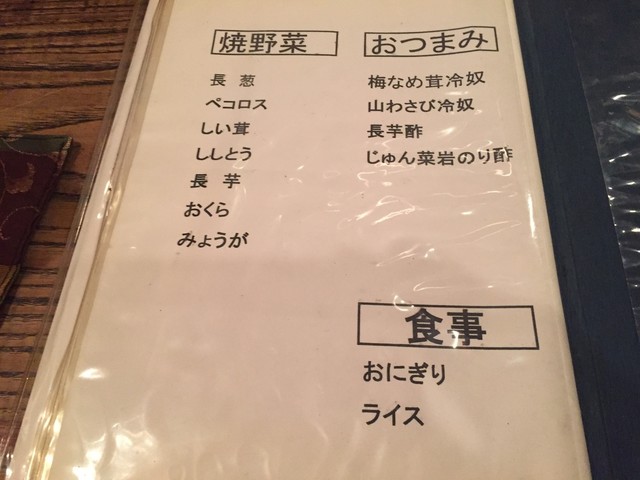 焼野菜
長葱
ペコロス
しい茸
ししとう
長芋
おくら
みょうが
おつまみ
梅なめ茸冷奴
山わさび冷奴
長芋酢
じゅん菜岩のり酢
食事
おにぎり
ライス